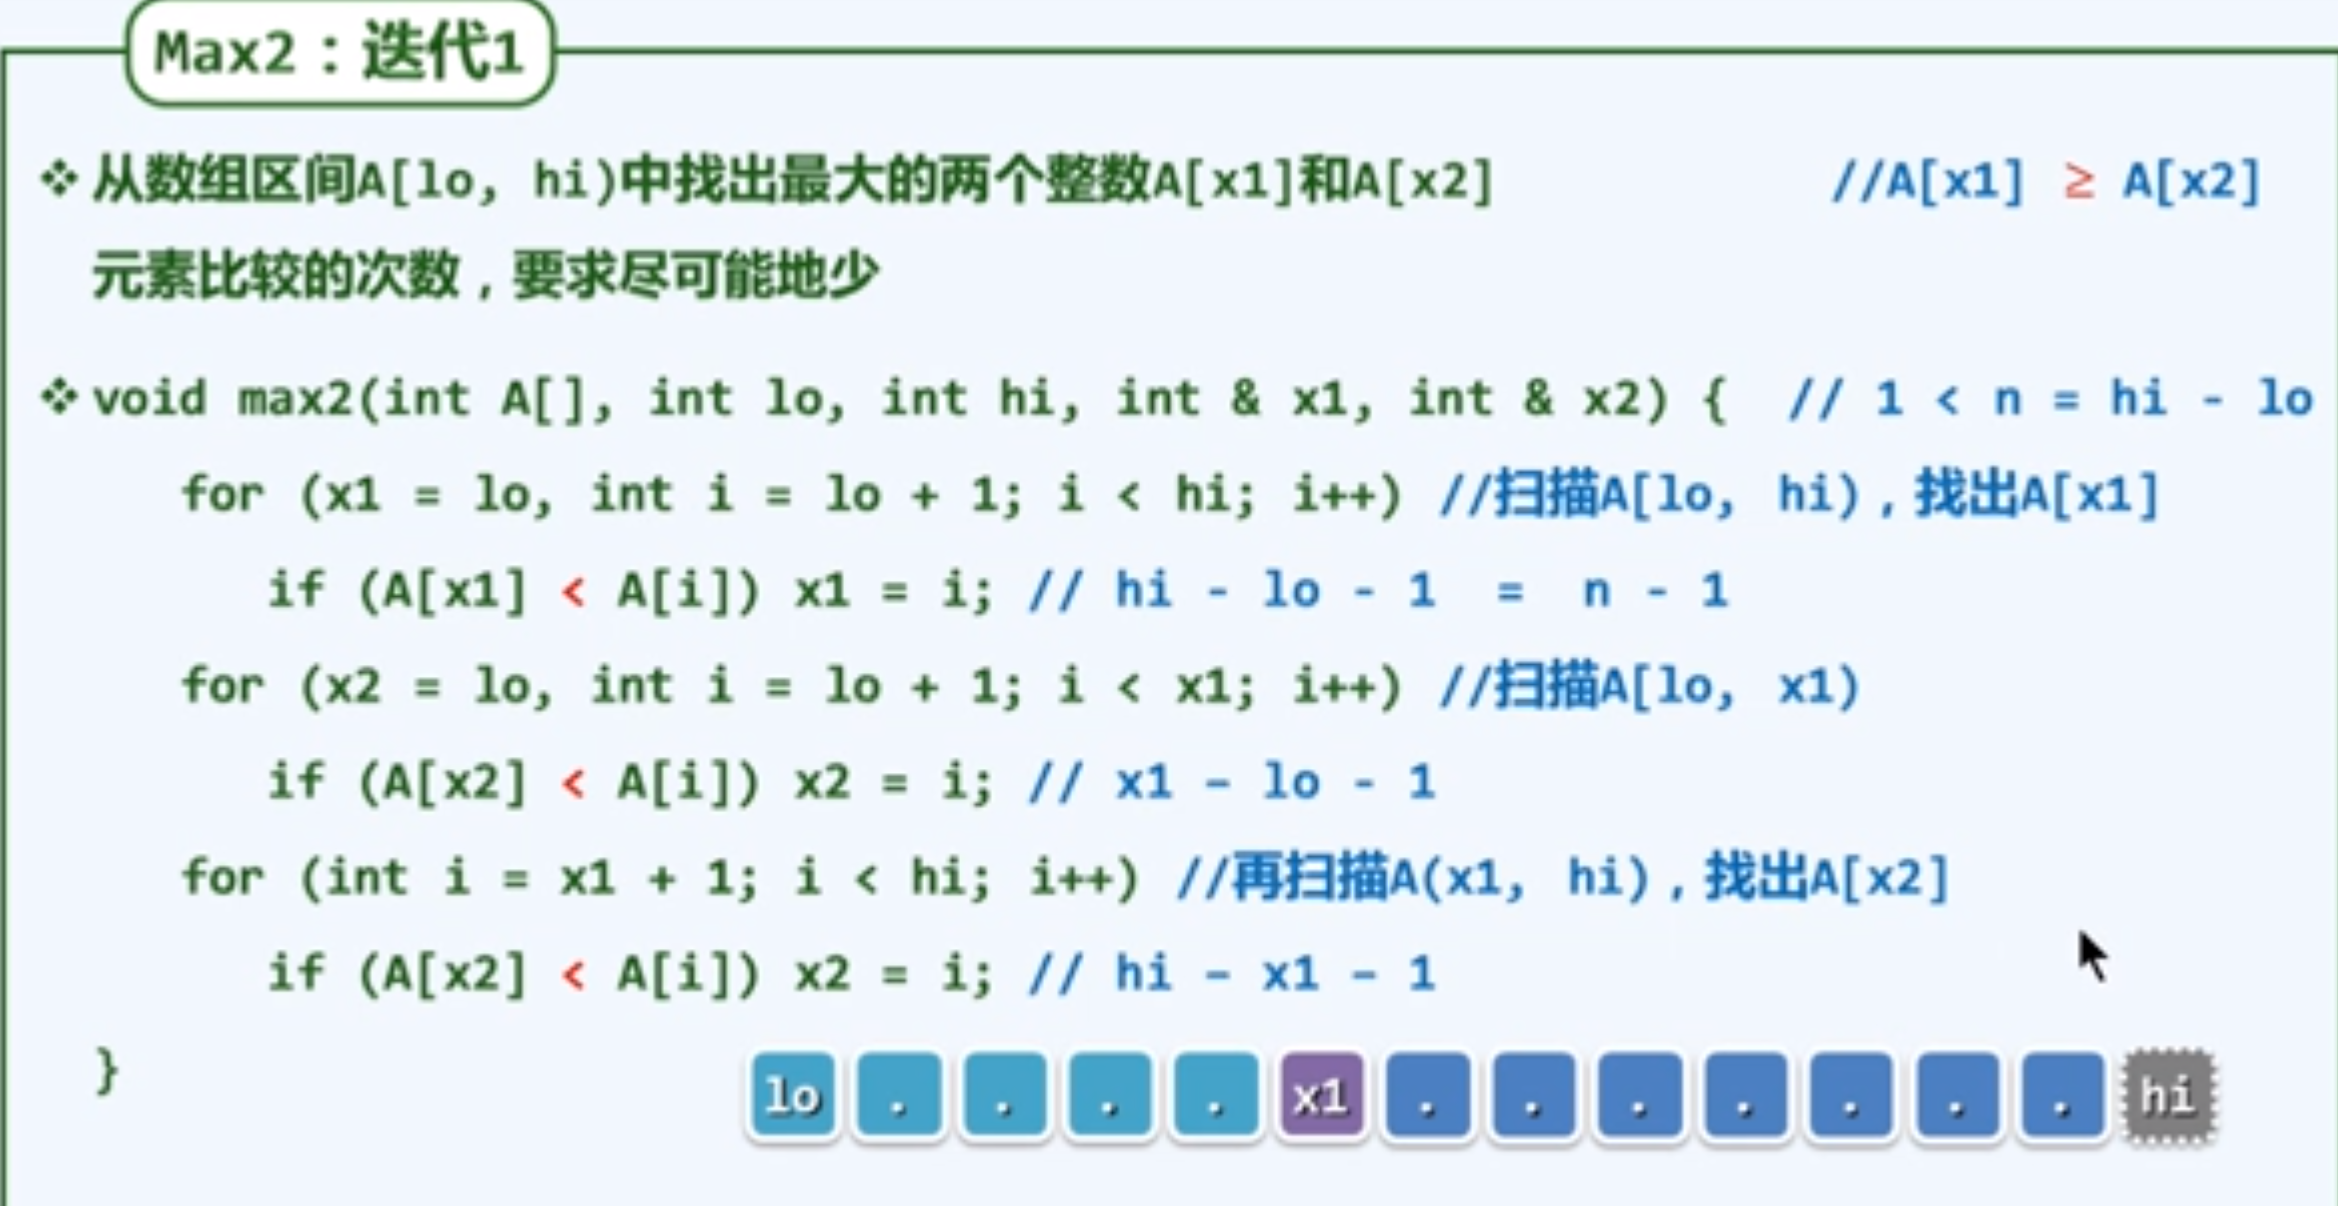 Max2：迭代1
❖ 从数组区间A[lo, hi)中找出最大的两个整数A[x1]和A[x2] //A[x1] ≥ A[x2]
元素比较的次数，要求尽可能地少
❖ void max2(int A[], int lo, int hi, int & x1, int & x2) { // 1 < n = hi - lo
for (x1 = lo, int i = lo + 1; i < hi; i++) //扫描A[lo, hi)，找出A[x1]
if (A[x1] < A[i]) x1 = i; // hi - lo - 1 = n - 1
for (x2 = lo, int i = lo + 1; i < x1; i++) //扫描A[lo, x1)
if (A[x2] < A[i]) x2 = i; // x1 – lo - 1
for (int i = x1 + 1; i < hi; i++) //再扫描A(x1, hi)，找出A[x2]
if (A[x2] < A[i]) x2 = i; // hi – x1 – 1
}
lo . . . . x1 . . . . . . . hi